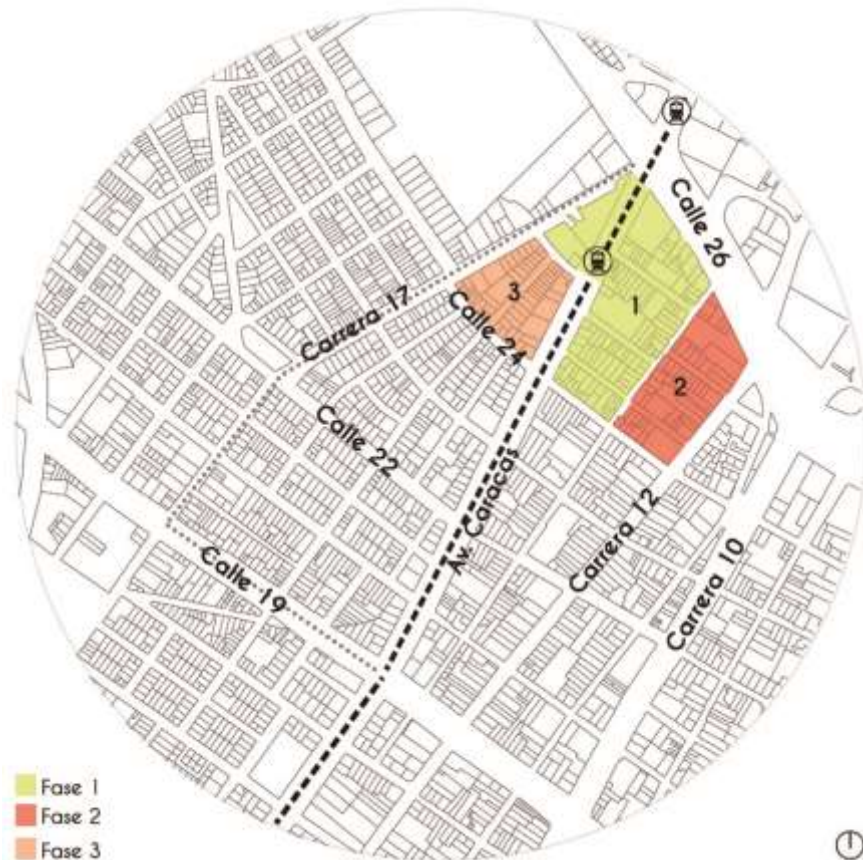 Calle 26
Carrera 17
3
Calle 24
1
2
Calle 22
Av. Caracas
Carrera 12
Calle 19
Carrera 10
Fase 1
Fase 2
Fase 3